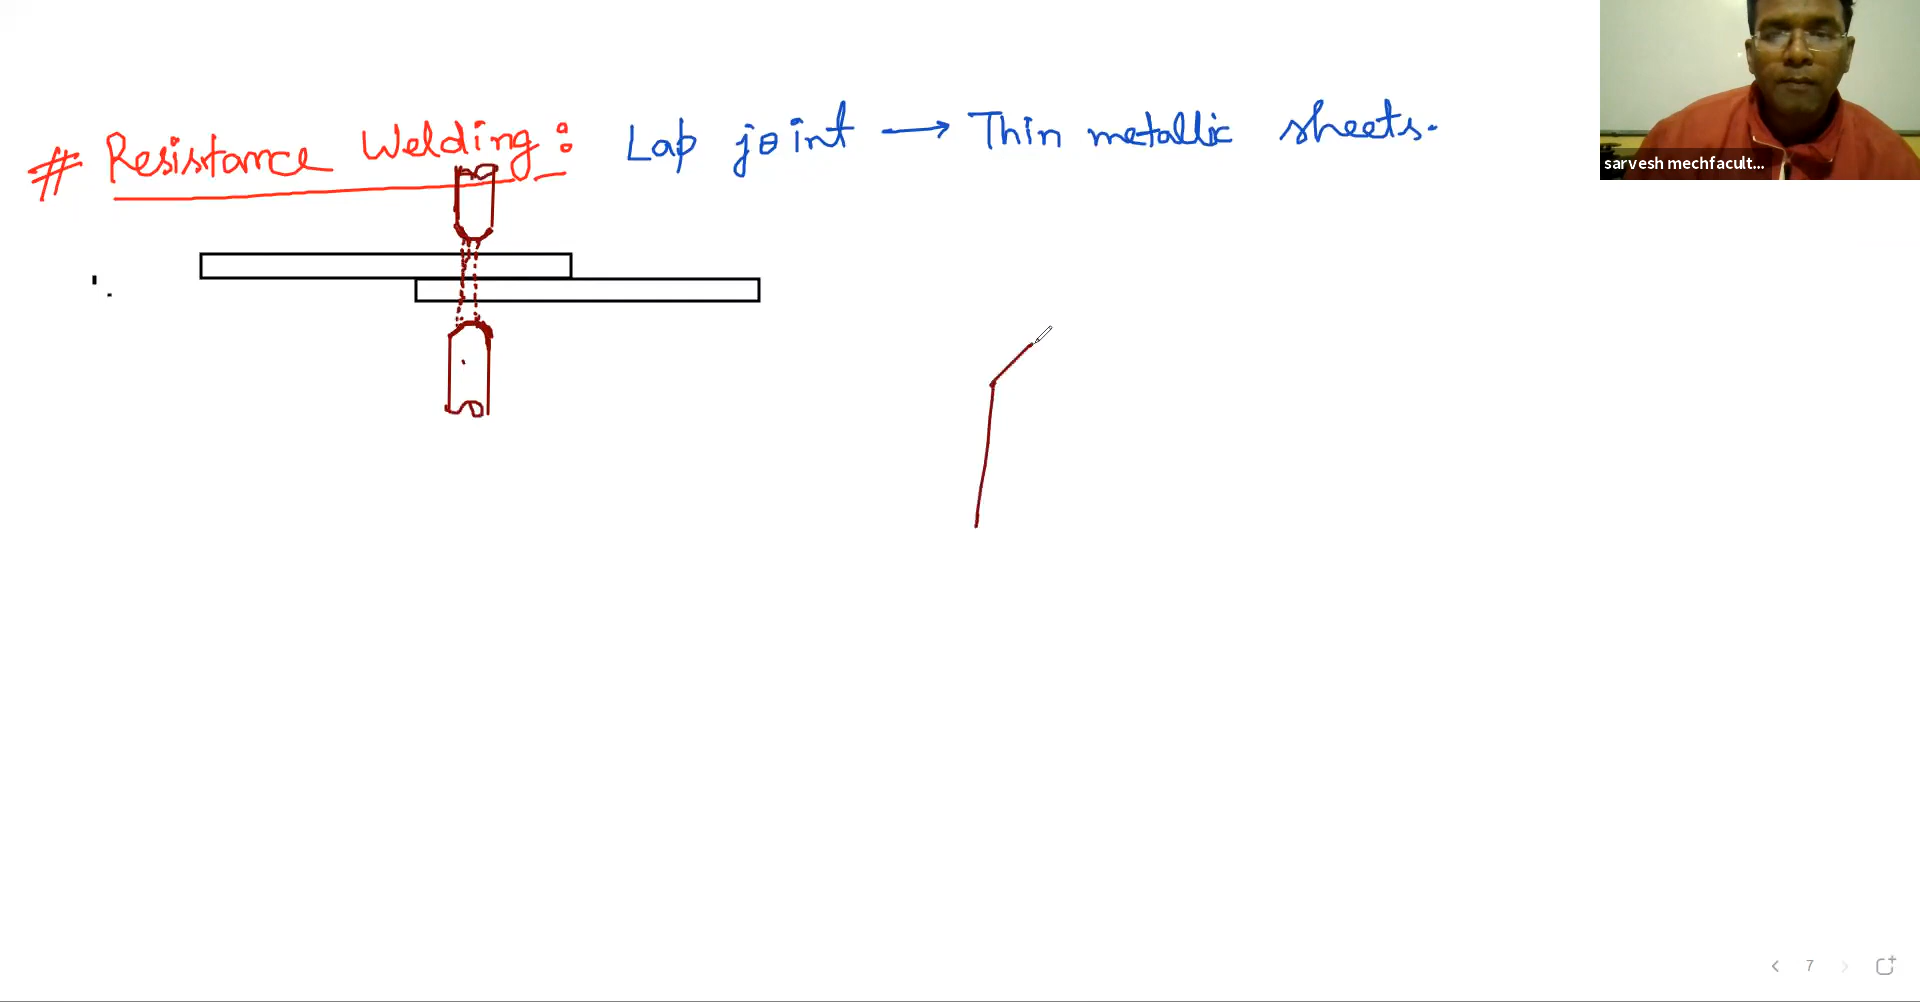 # Resistance Welding: Lap joint → Thin metallic sheets.
sarvesh mechfacult...
7